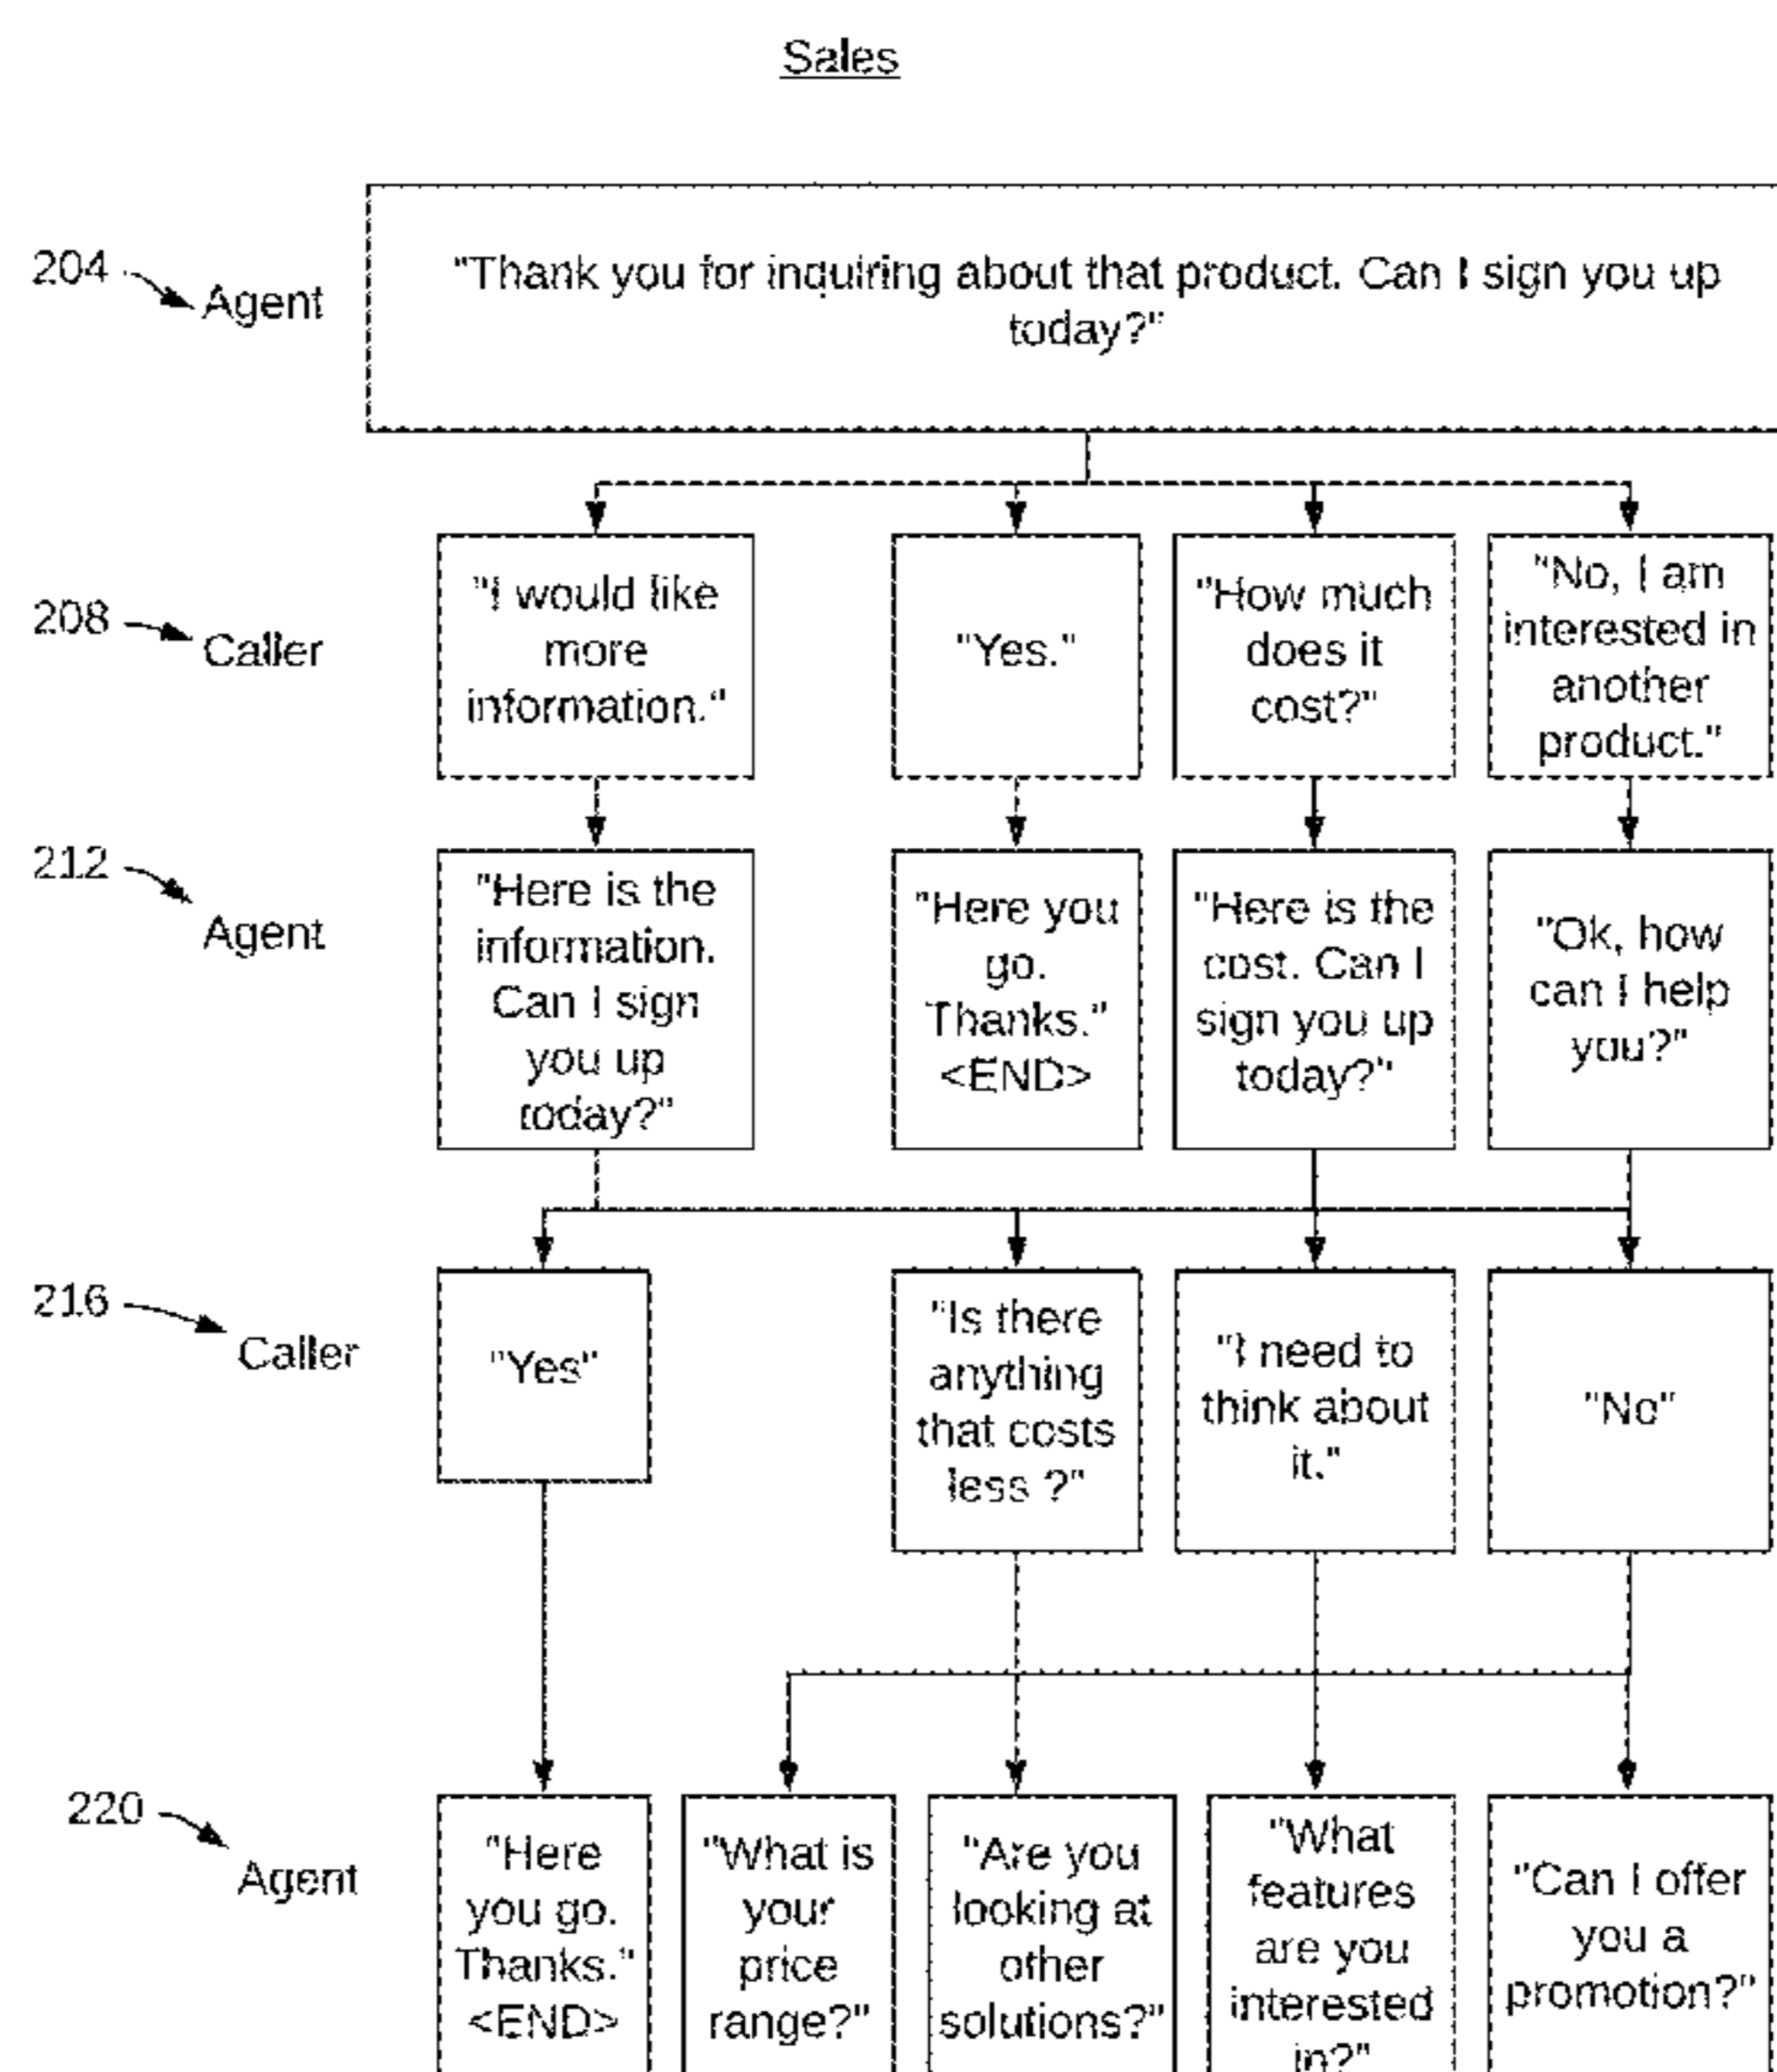 Sales
204
Agent
"Thank you for inquiring about that product. Can I sign you up
today?"
208
Caller
"I would like
more
information."
"Yes."
"How much
does it
cost?"
"No, I am
interested in
another
product."
212
Agent
"Here is the
information.
Can I sign
you up
today?"
"Here you
go.
Thanks."
<END>
"Here is the
cost. Can I
sign you up
today?"
"Ok, how
can I help
you?"
216
Caller
"Yes"
"Is there
anything
that costs
less ?"
"I need to
think about
it."
"No"
220
Agent
"Here
you go.
Thanks."
<END>
"What is
your
price
range?"
"Are you
looking at
other
solutions?"
"What
features
are you
interested
in?"
"Can I offer
you a
promotion?"